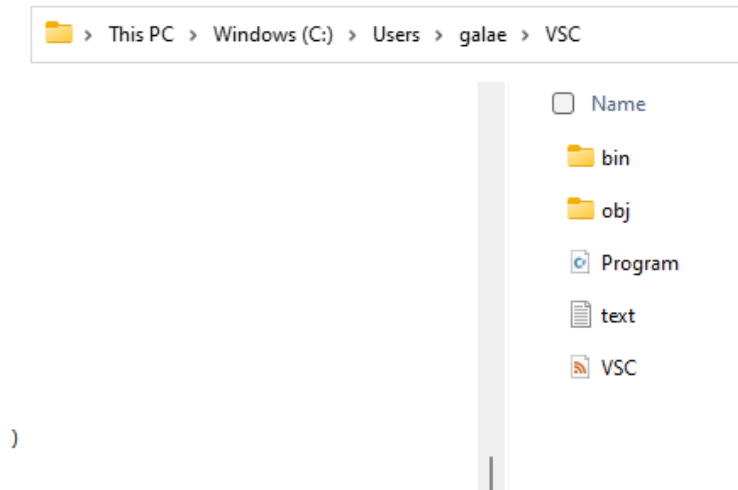 > This PC > Windows (C:) > Users > galae > VSC
Name
bin
obj
Program
text
VSC
)